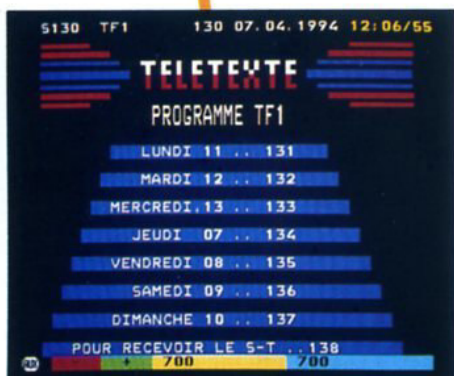 S130 TF1 130 07.04.1994 12:06/55
TELETEXTE
PROGRAMME TF1
LUNDI 11 .. 131
MARDI 12 .. 132
MERCREDI.13 .. 133
JEUDI 07 .. 134
VENDREDI 08 .. 135
SAMEDI 09 .. 136
DIMANCHE 10 .. 137
POUR RECEVOIR LE S-T ..138
- + 700 700